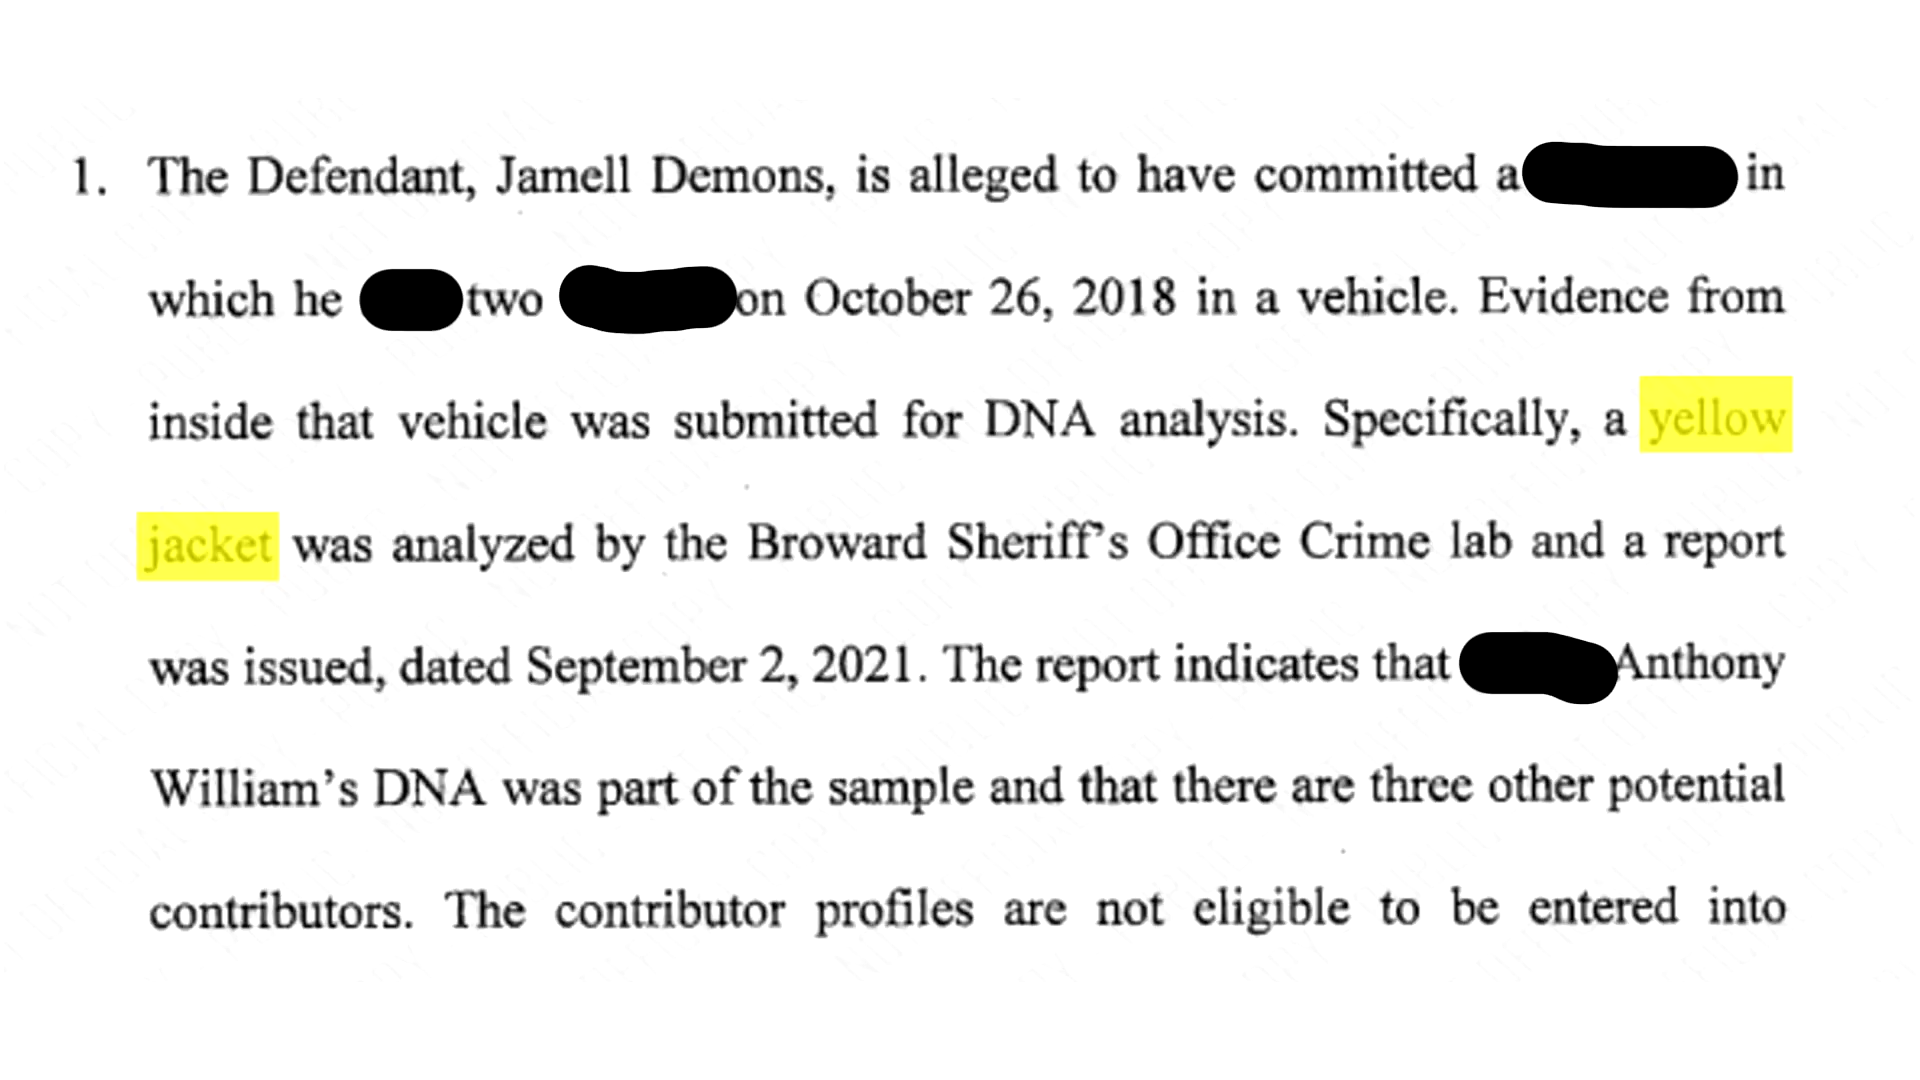 1. The Defendant, Jamell Demons, is alleged to have committed a in
which he two on October 26, 2018 in a vehicle. Evidence from
inside that vehicle was submitted for DNA analysis. Specifically, a yellow
jacket was analyzed by the Broward Sheriff's Office Crime lab and a report
was issued, dated September 2, 2021. The report indicates that Anthony
William's DNA was part of the sample and that there are three other potential
contributors. The contributor profiles are not eligible to be entered into